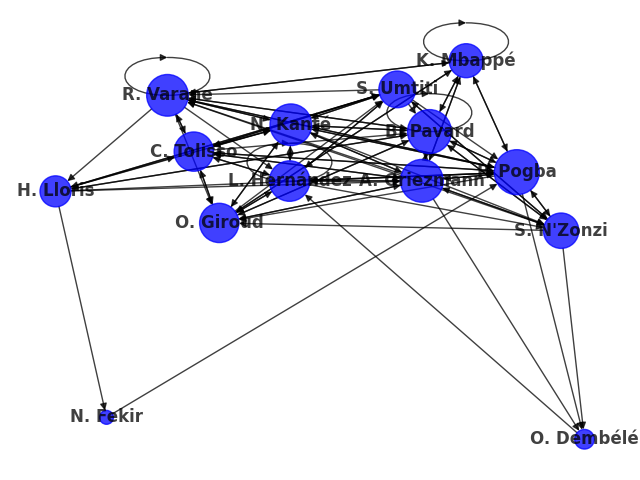 K. Mbappé
S. Umtiti
R. Varane
N. Kanté
B. Pavard
C. Tolisso
P. Pogba
L. Hernández
A. Griezmann
H. Lloris
O. Giroud
S. N'Zonzi
N. Fekir
O. Dembélé